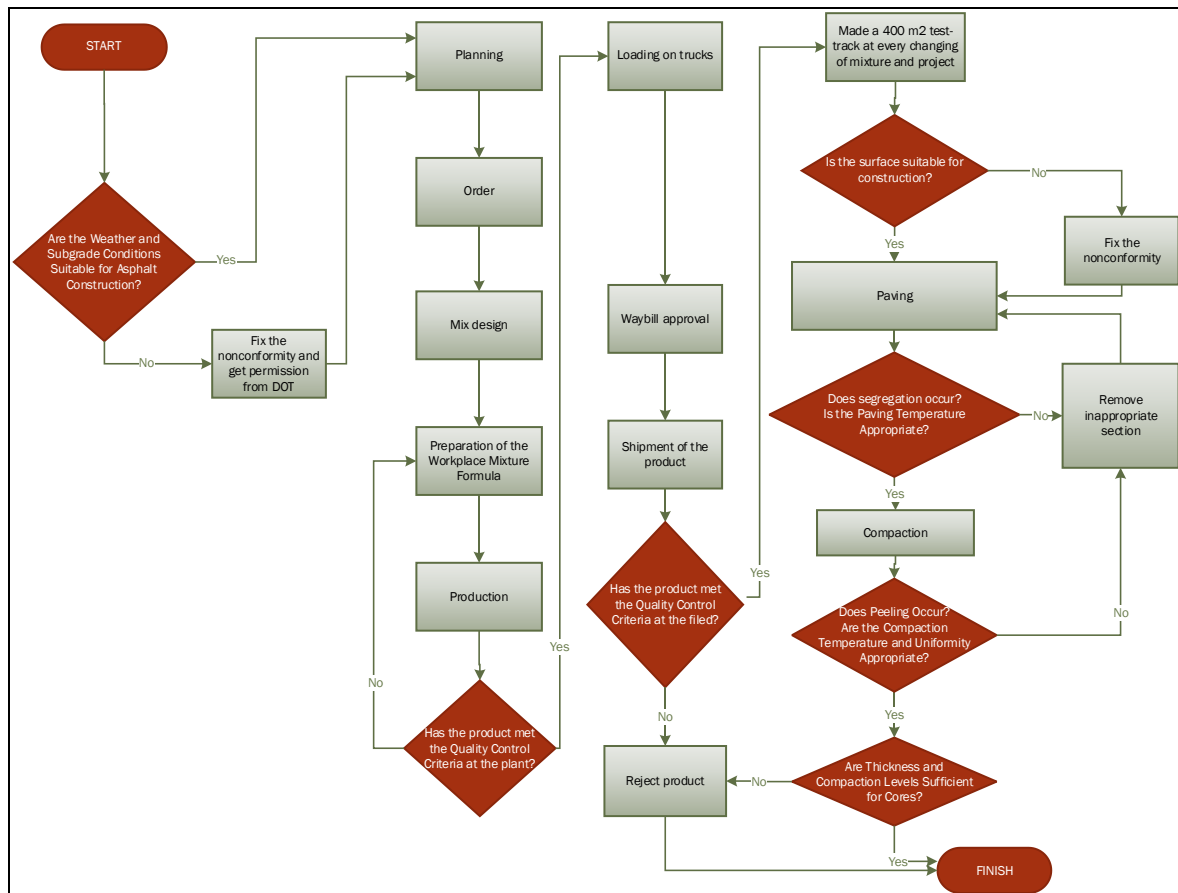 START
Are the Weather and
Subgrade Conditions
Suitable for Asphalt
Construction?
Yes
No
Fix the
nonconformity and
get permission
from DOT
Planning
Order
Mix design
Preparation of the
Workplace Mixture
Formula
Production
No
Has the product met
the Quality Control
Criteria at the plant?
Yes
Loading on trucks
Waybill approval
Shipment of the
product
Has the product met
the Quality Control
Criteria at the filed?
Yes
No
Reject product
Made a 400 m2 test-
track at every changing
of mixture and project
Is the surface suitable for
construction?
No
Yes
Fix the
nonconformity
Paving
Does segregation occur?
Is the Paving Temperature
Appropriate?
No
Remove
inappropriate
section
Yes
Compaction
Does Peeling Occur?
Are the Compaction
Temperature and Uniformity
Appropriate?
No
Yes
Are Thickness and
Compaction Levels Sufficient
for Cores?
No
Yes
FINISH